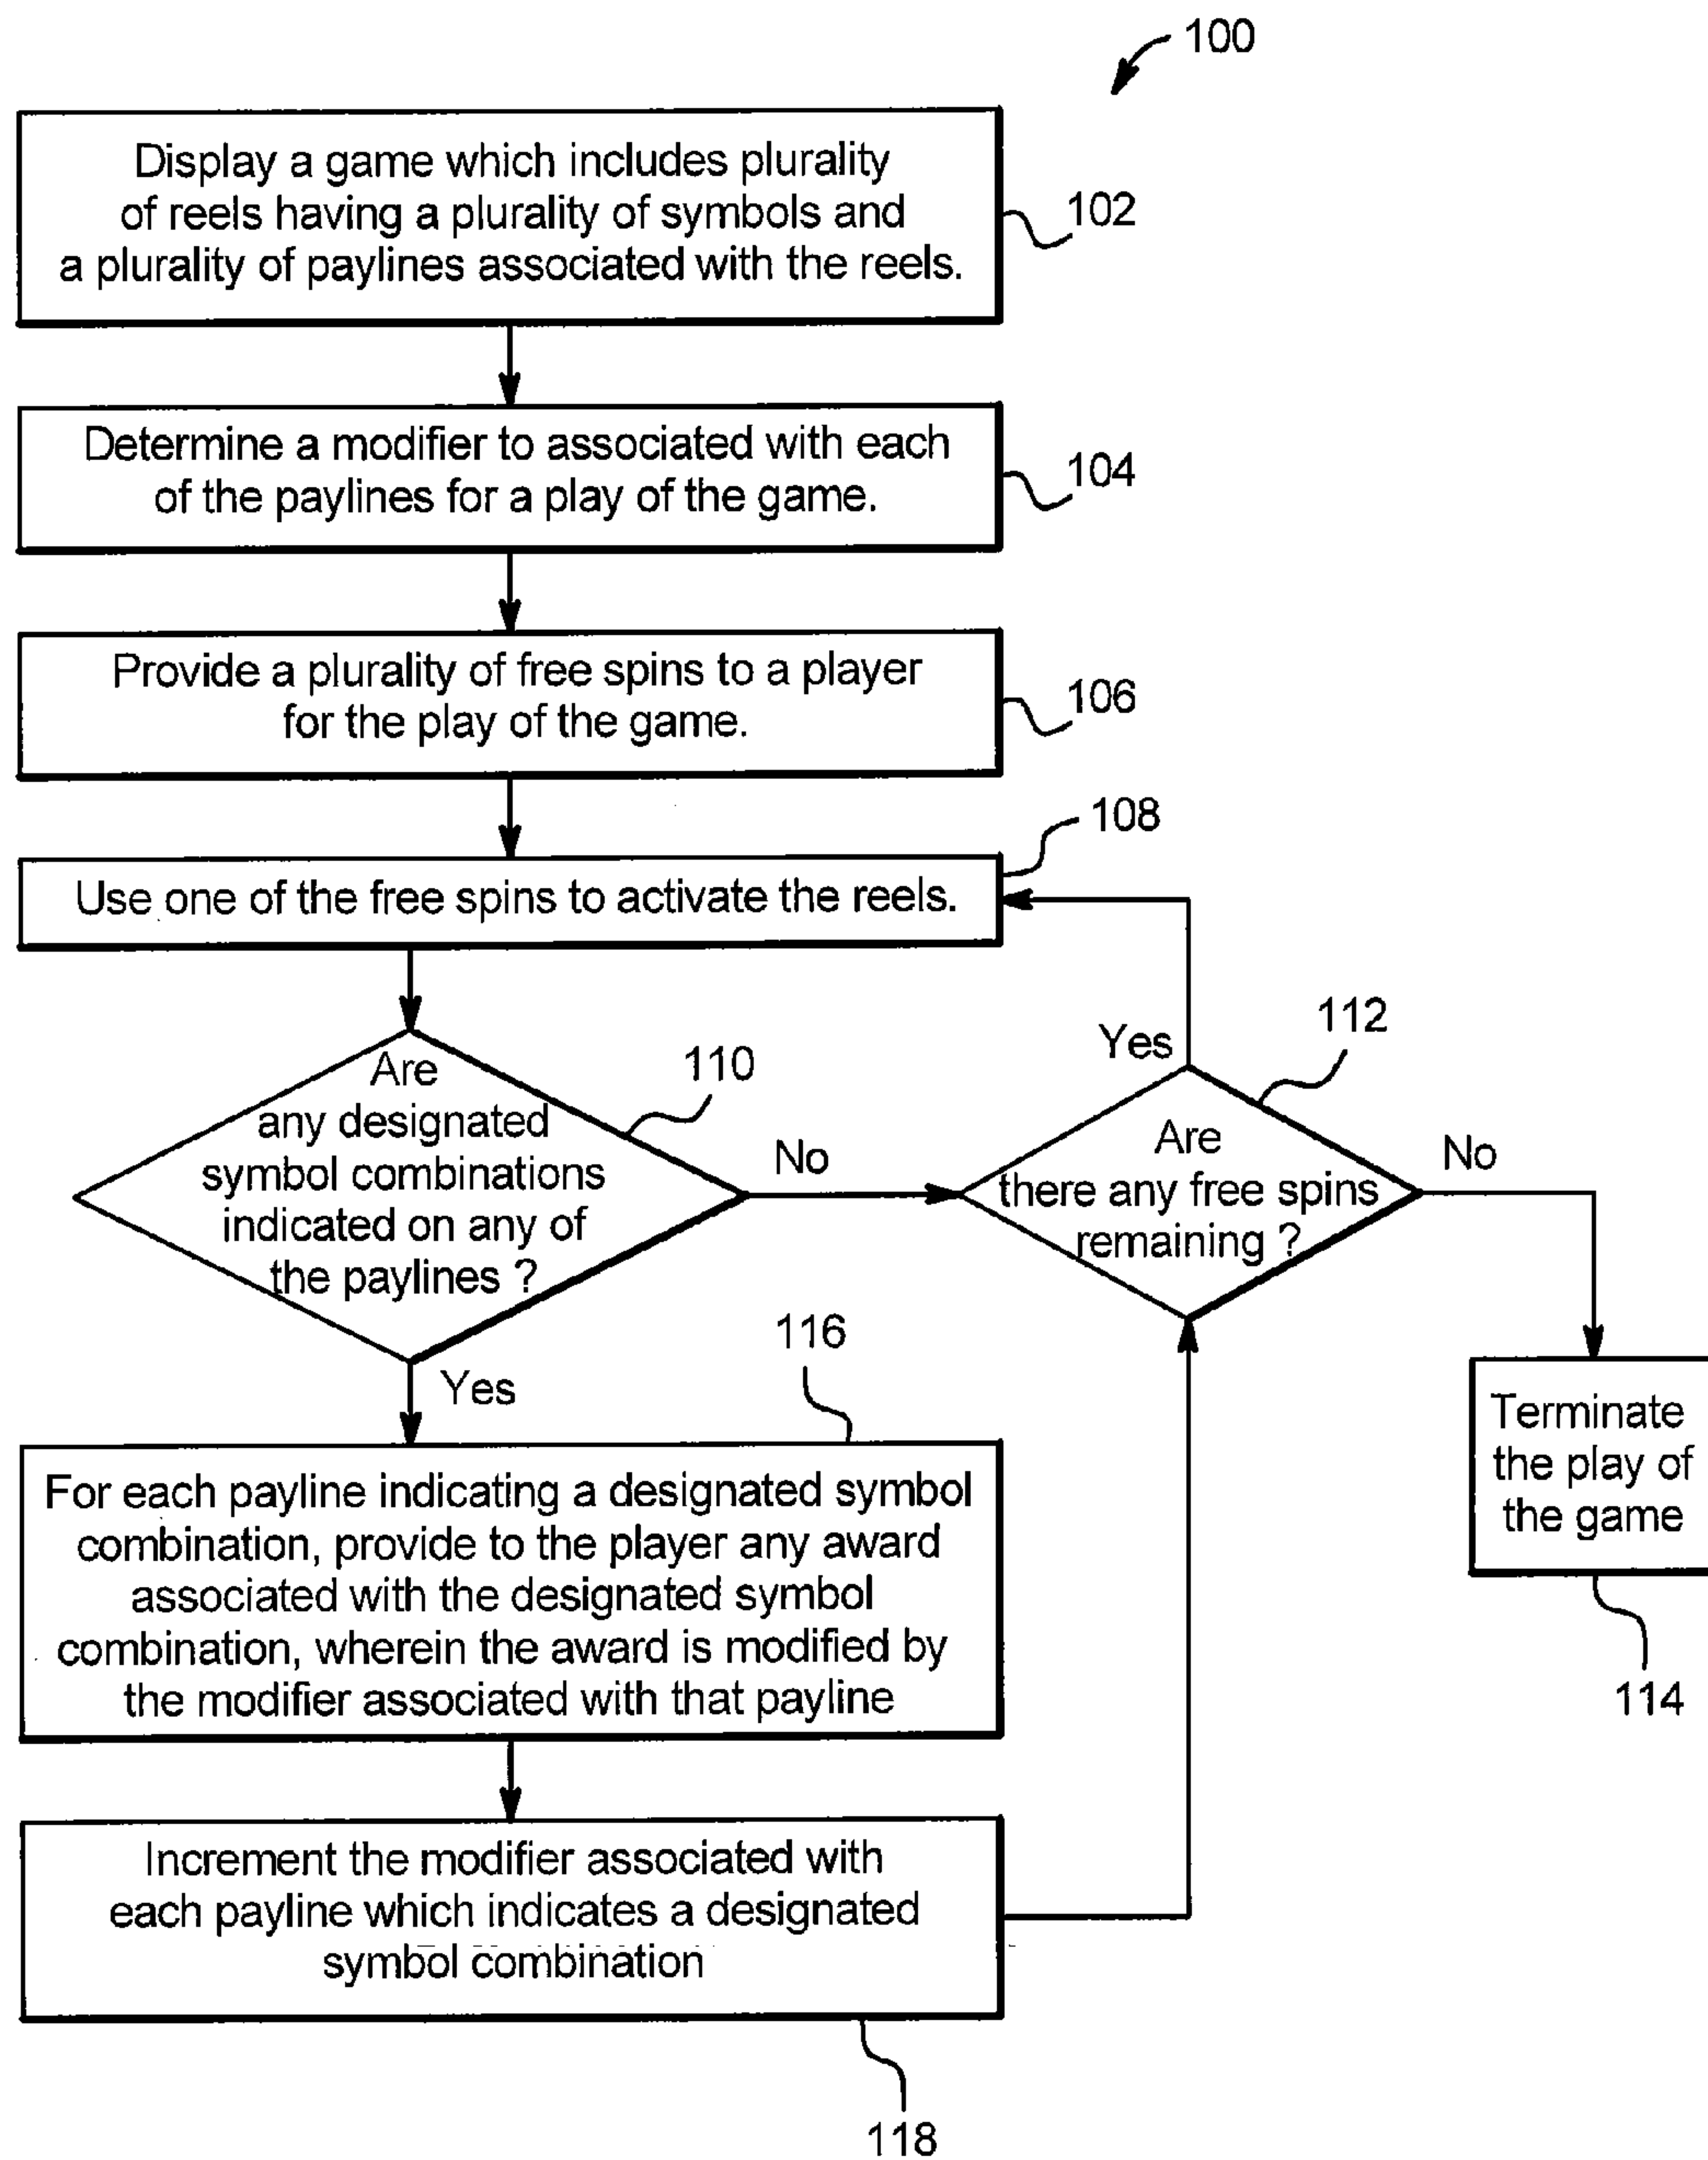 100
Display a game which includes plurality
of reels having a plurality of symbols and
a plurality of paylines associated with the reels.
102
Determine a modifier to associated with each
of the paylines for a play of the game.
104
Provide a plurality of free spins to a player
for the play of the game.
106
108
Use one of the free spins to activate the reels.
Are
any designated
symbol combinations
indicated on any of
the paylines ?
110
No
Yes
112
Yes
Are
there any free spins
remaining ?
No
Terminate
the play of
the game
114
116
For each payline indicating a designated symbol
combination, provide to the player any award
associated with the designated symbol
combination, wherein the award is modified by
the modifier associated with that payline
Increment the modifier associated with
each payline which indicates a designated
symbol combination
118